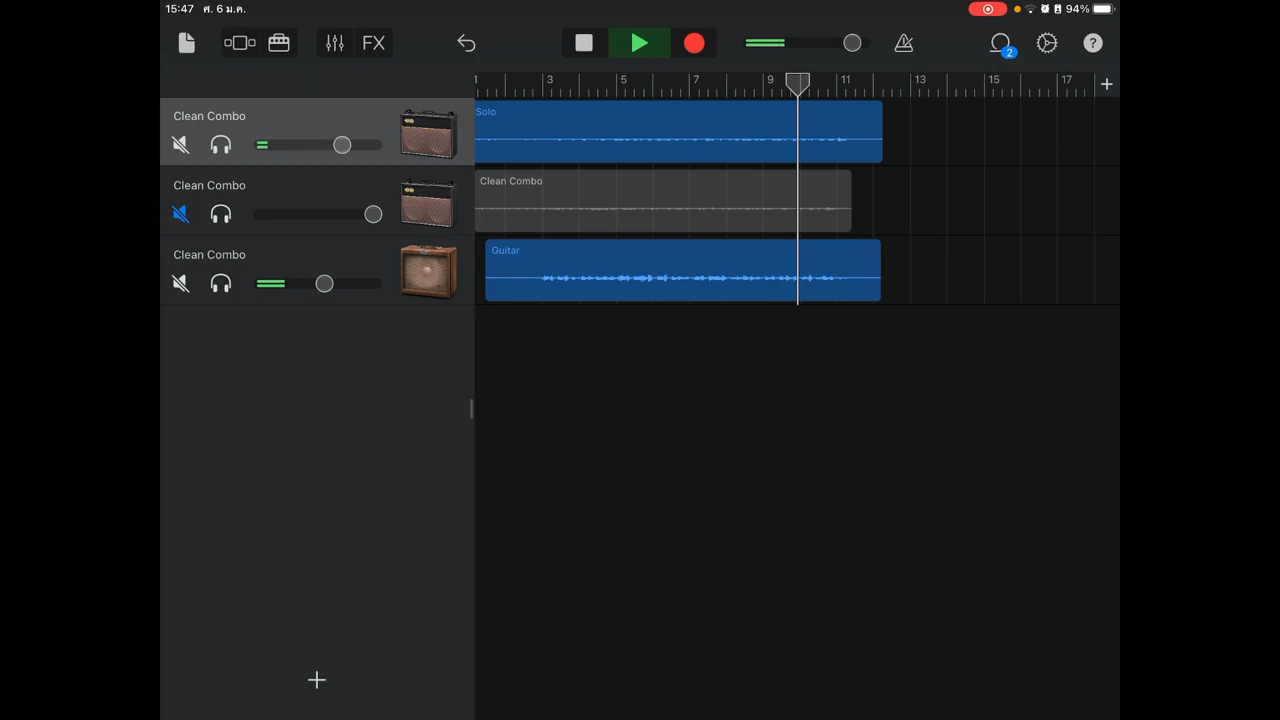 15:47 ศ. 6 ม.ค. 94%
FX 2 ?
1 3 5 7 9 11 13 15 17 +
Clean Combo
Solo
Clean Combo
Clean Combo
Clean Combo
Guitar
+